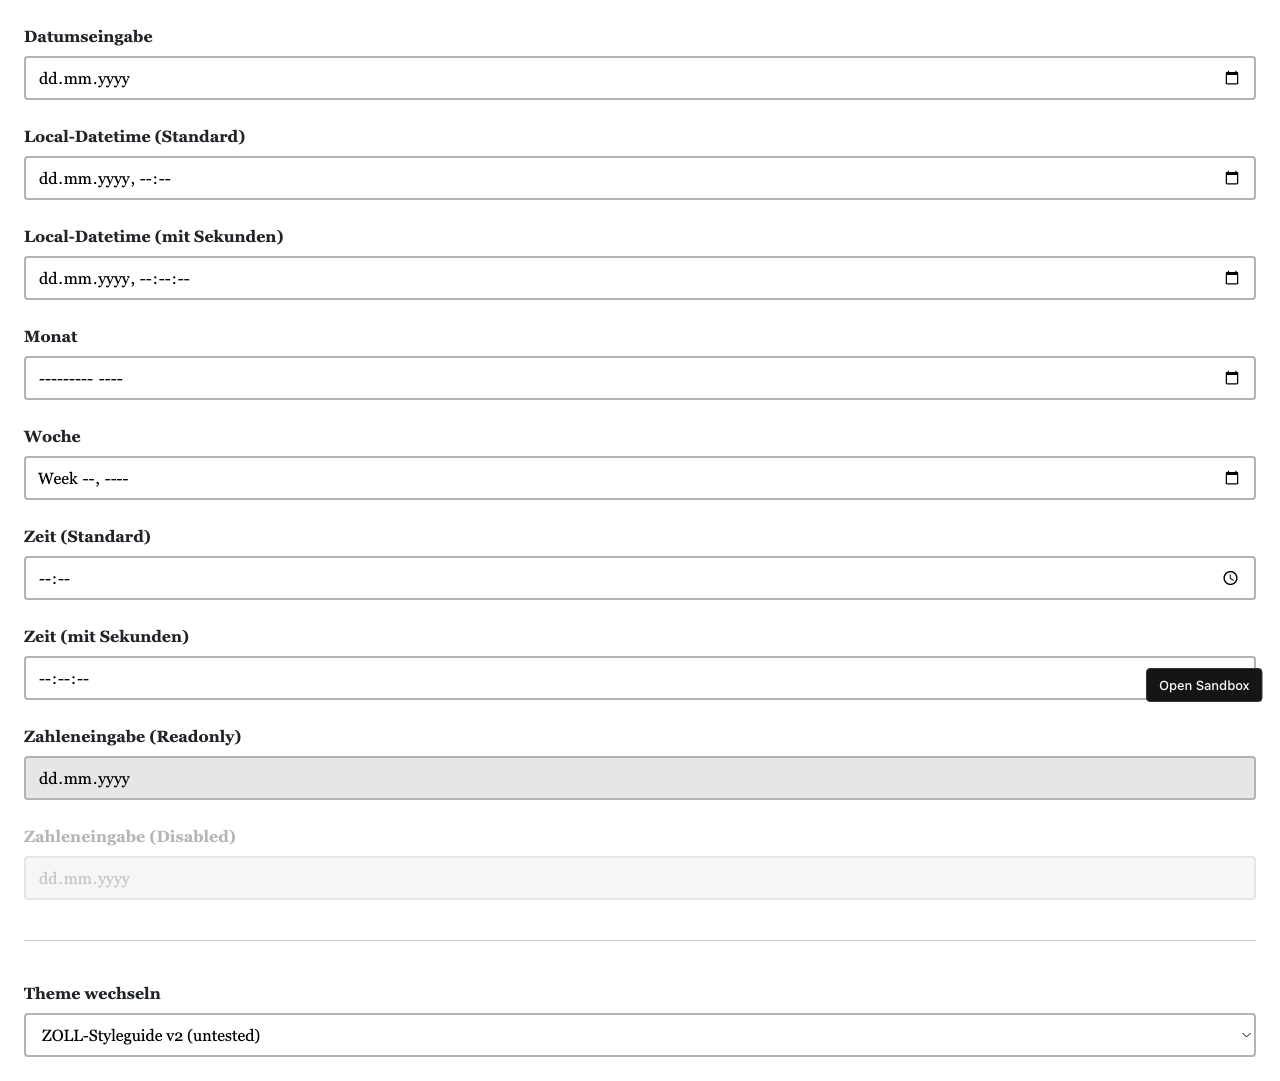 Datumseingabe
dd.mm.yyyy
Local-Datetime (Standard)
dd.mm.yyyy, --:--
Local-Datetime (mit Sekunden)
dd.mm.yyyy, --:--:--
Monat
--------- ----
Woche
Week --, ----
Zeit (Standard)
--:--
Zeit (mit Sekunden)
--:--:--
Open Sandbox
Zahleneingabe (Readonly)
dd.mm.yyyy
Zahleneingabe (Disabled)
dd.mm.yyyy
Theme wechseln
ZOLL-Styleguide v2 (untested)